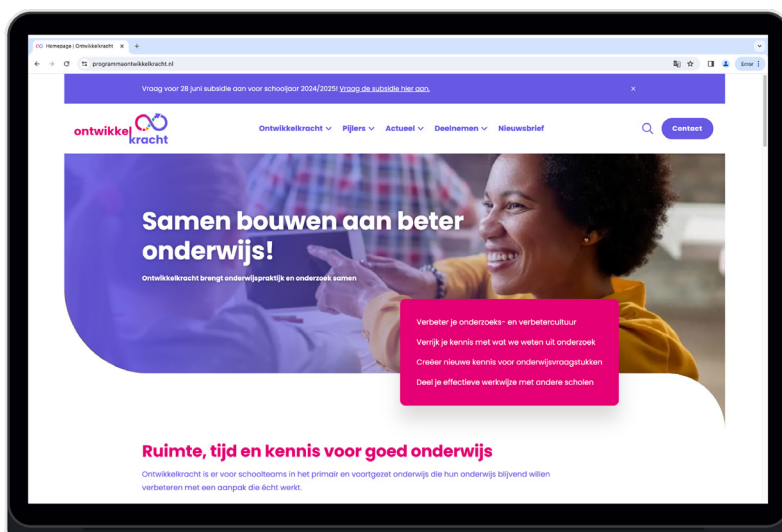 Homepage | Ontwikkelkracht
programmaontwikkelkracht.nl
Error
Vraag voor 28 juni subsidie aan voor schooljaar 2024/2025! Vraag de subsidie hier aan.
ontwikkel
kracht
Ontwikkelkracht Pijlers Actueel Deelnemen Nieuwsbrief
Contact
Samen bouwen aan beter
onderwijs!
Ontwikkelkracht brengt onderwijspraktijk en onderzoek samen
Verbeter je onderzoeks- en verbetercultuur
Verrijk je kennis met wat we weten uit onderzoek
Creëer nieuwe kennis voor onderwijsvraagstukken
Deel je effectieve werkwijze met andere scholen
Ruimte, tijd en kennis voor goed onderwijs
Ontwikkelkracht is er voor schoolteams in het primair en voortgezet onderwijs die hun onderwijs blijvend willen
verbeteren met een aanpak die écht werkt.